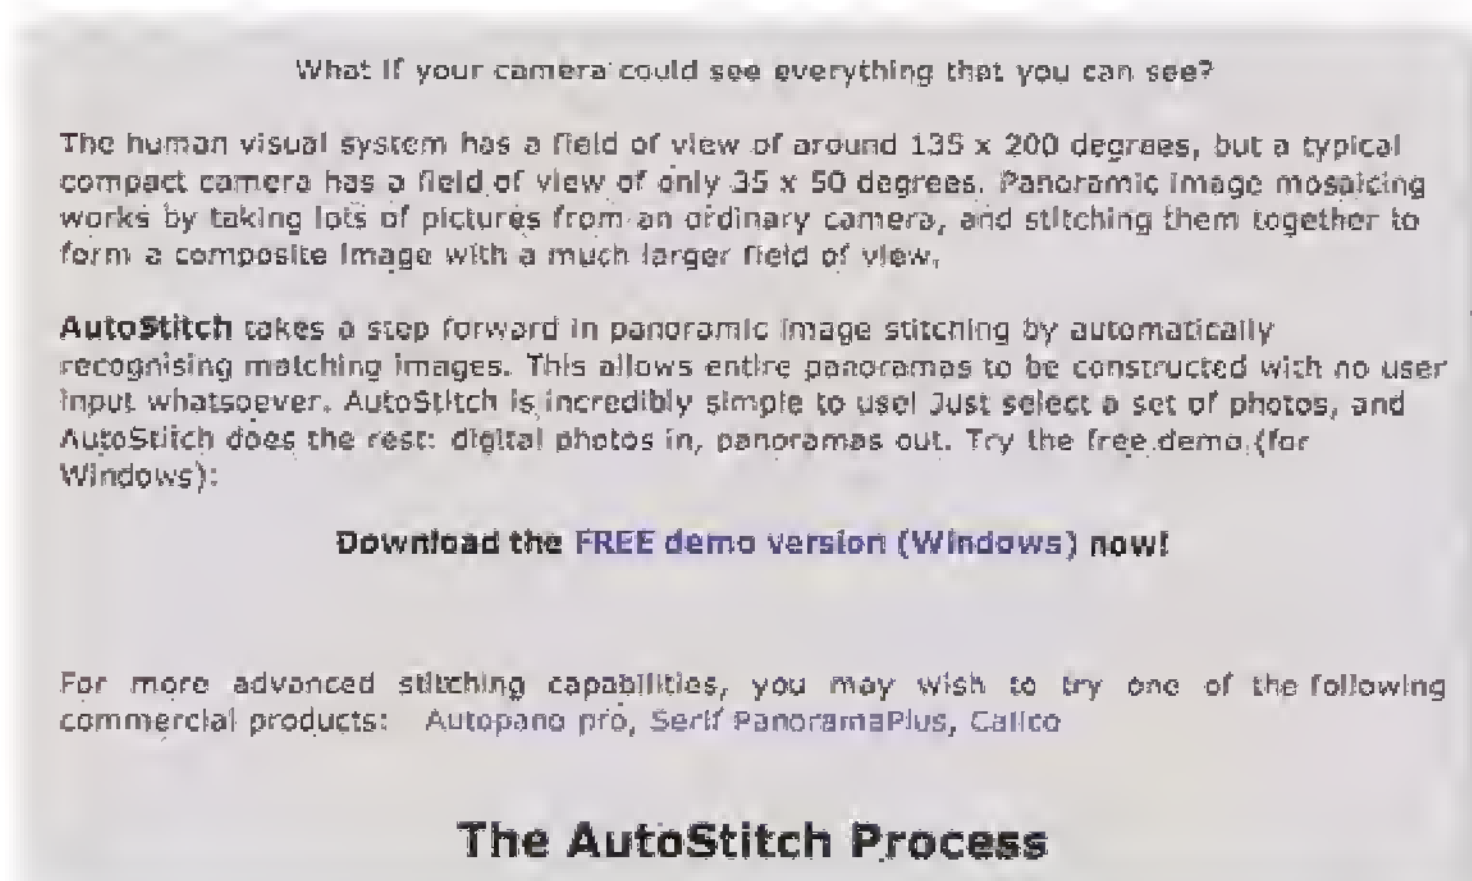 What if your camera could see everything that you can see?
The human visual system has a field of view of around 135 x 200 degrees, but a typical
compact camera has a field of view of only 35 x 50 degrees. Panoramic image mosaicing
works by taking lots of pictures from an ordinary camera, and stitching them together to
form a composite image with a much larger field of view.
AutoStitch takes a step forward in panoramic image stitching by automatically
recognising matching images. This allows entire panoramas to be constructed with no user
input whatsoever. AutoStitch is incredibly simple to use! Just select a set of photos, and
AutoStitch does the rest: digital photos in, panoramas out. Try the free demo (for
Windows):
Download the FREE demo version (Windows) now!
For more advanced stitching capabilities, you may wish to try one of the following
commercial products: Autopano pro, Serif PanoramaPlus, Calico
The AutoStitch Process